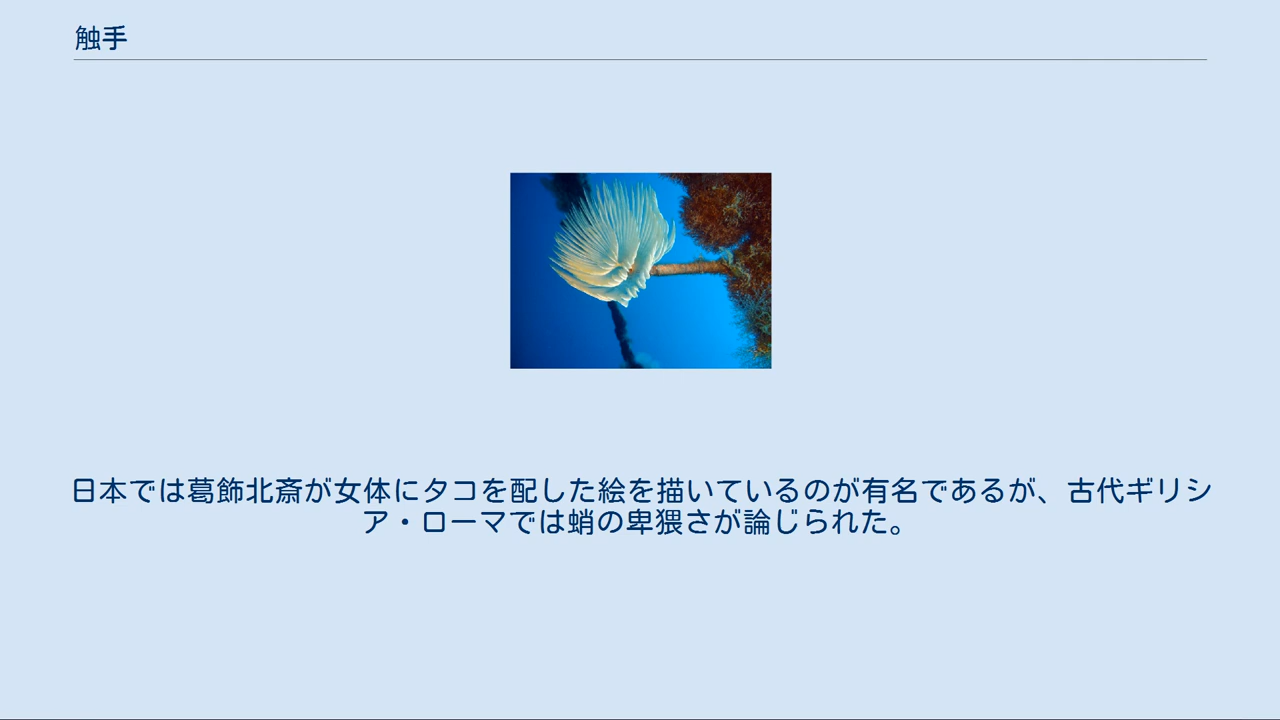 触手
日本では葛飾北斎が女体にタコを配した絵を描いているのが有名であるが、古代ギリシ
ア・ローマでは蛸の卑猥さが論じられた。